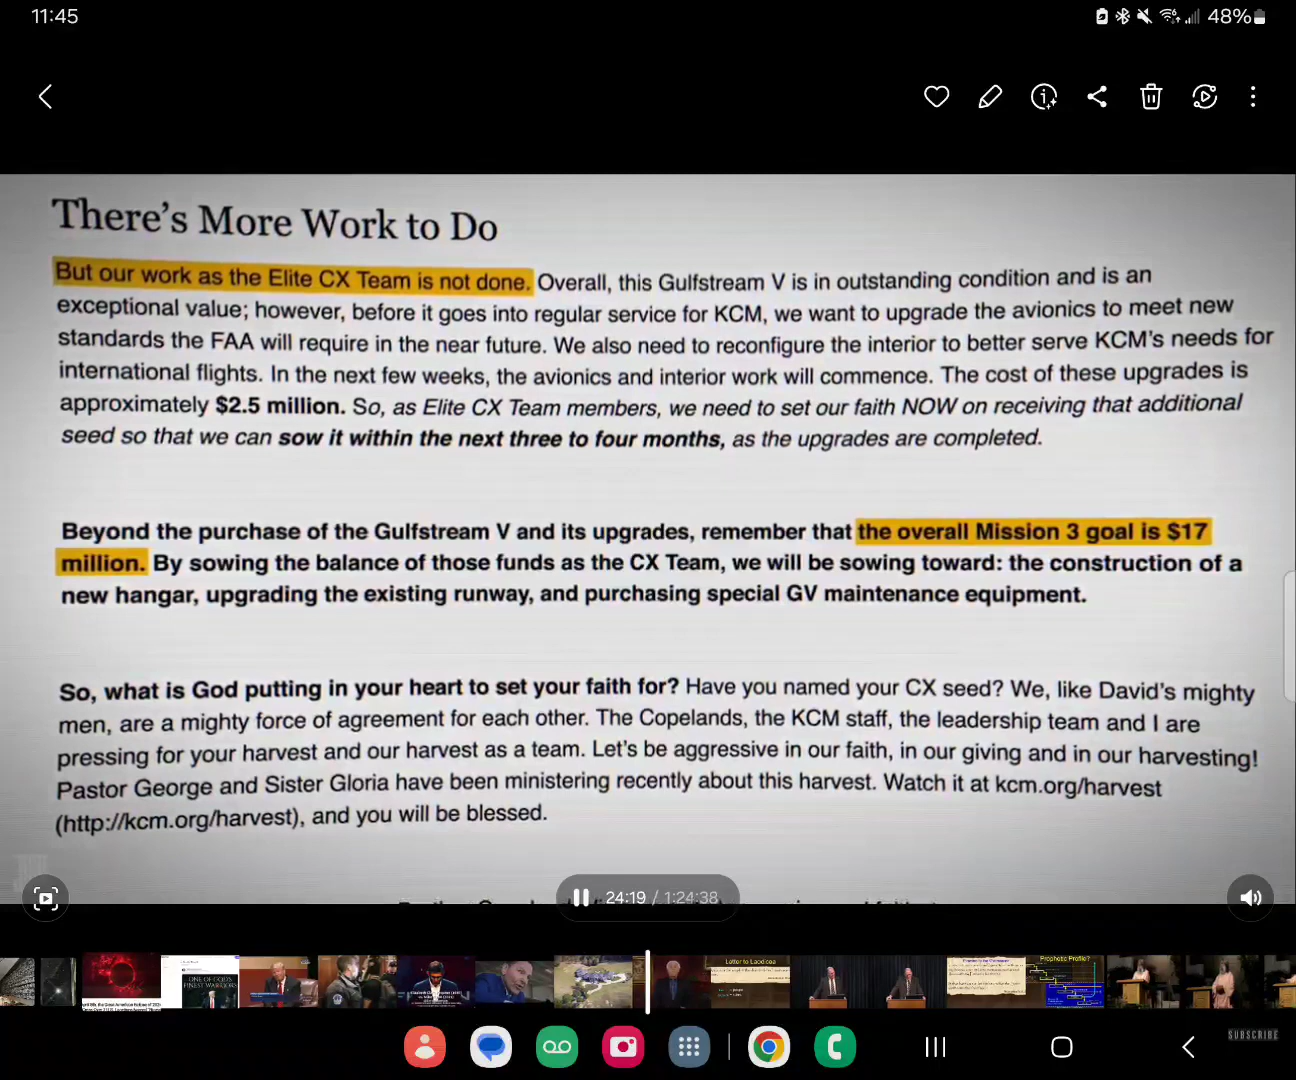 11:45
48%
There's More Work to Do
But our work as the Elite CX Team is not done. Overall, this Gulfstream V is in outstanding condition and is an
exceptional value; however, before it goes into regular service for KCM, we want to upgrade the avionics to meet new
standards the FAA will require in the near future. We also need to reconfigure the interior to better serve KCM's needs for
international flights. In the next few weeks, the avionics and interior work will commence. The cost of these upgrades is
approximately $2.5 million. So, as Elite CX Team members, we need to set our faith NOW on receiving that additional
seed so that we can sow it within the next three to four months, as the upgrades are completed.
Beyond the purchase of the Gulfstream V and its upgrades, remember that the overall Mission 3 goal is $17
million. By sowing the balance of those funds as the CX Team, we will be sowing toward: the construction of a
new hangar, upgrading the existing runway, and purchasing special GV maintenance equipment.
So, what is God putting in your heart to set your faith for? Have you named your CX seed? We, like David's mighty
men, are a mighty force of agreement for each other. The Copelands, the KCM staff, the leadership team and I are
pressing for your harvest and our harvest as a team. Let's be aggressive in our faith, in our giving and in our harvesting!
Pastor George and Sister Gloria have been ministering recently about this harvest. Watch it at kcm.org/harvest
(http://kcm.org/harvest), and you will be blessed.
24:19 / 1:24:38
ONE OF GOD'S
FINEST WARRIORS
Letter to Laodicea
Prophetic Profile?
SUBSCRIBE